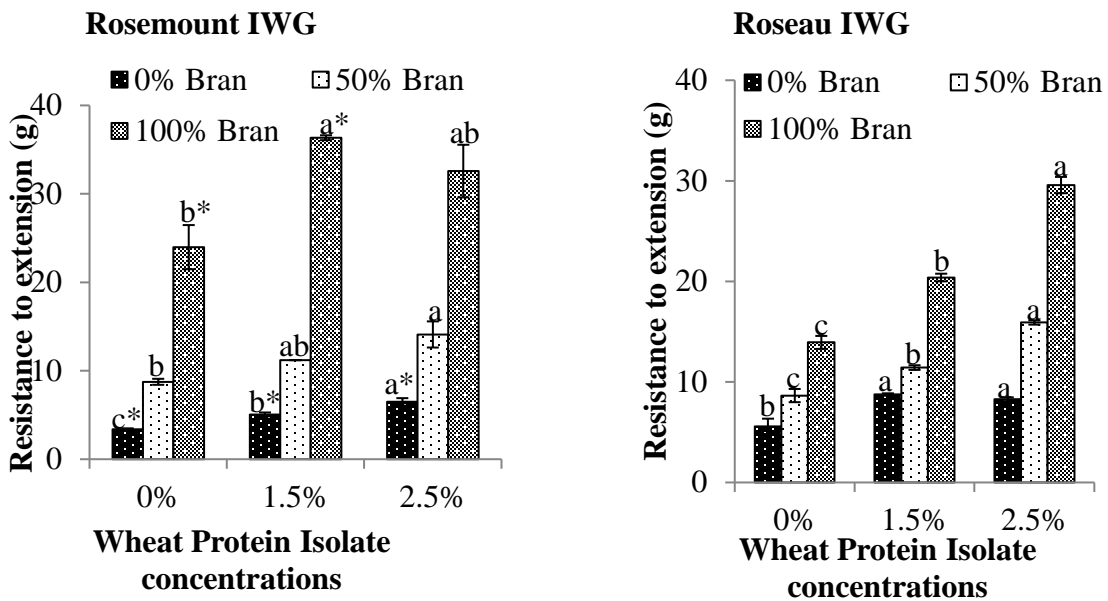 Rosemount IWG
0% Bran
50% Bran
100% Bran
Resistance to extension (g)
40
30
20
10
0
c*
b
b*
b*
ab
a*
a*
a
ab
0%
1.5%
2.5%
Wheat Protein Isolate
concentrations
Roseau IWG
0% Bran
50% Bran
100% Bran
Resistance to extension (g)
40
30
20
10
0
b
c
c
a
b
b
a
a
a
0%
1.5%
2.5%
Wheat Protein Isolate
concentrations